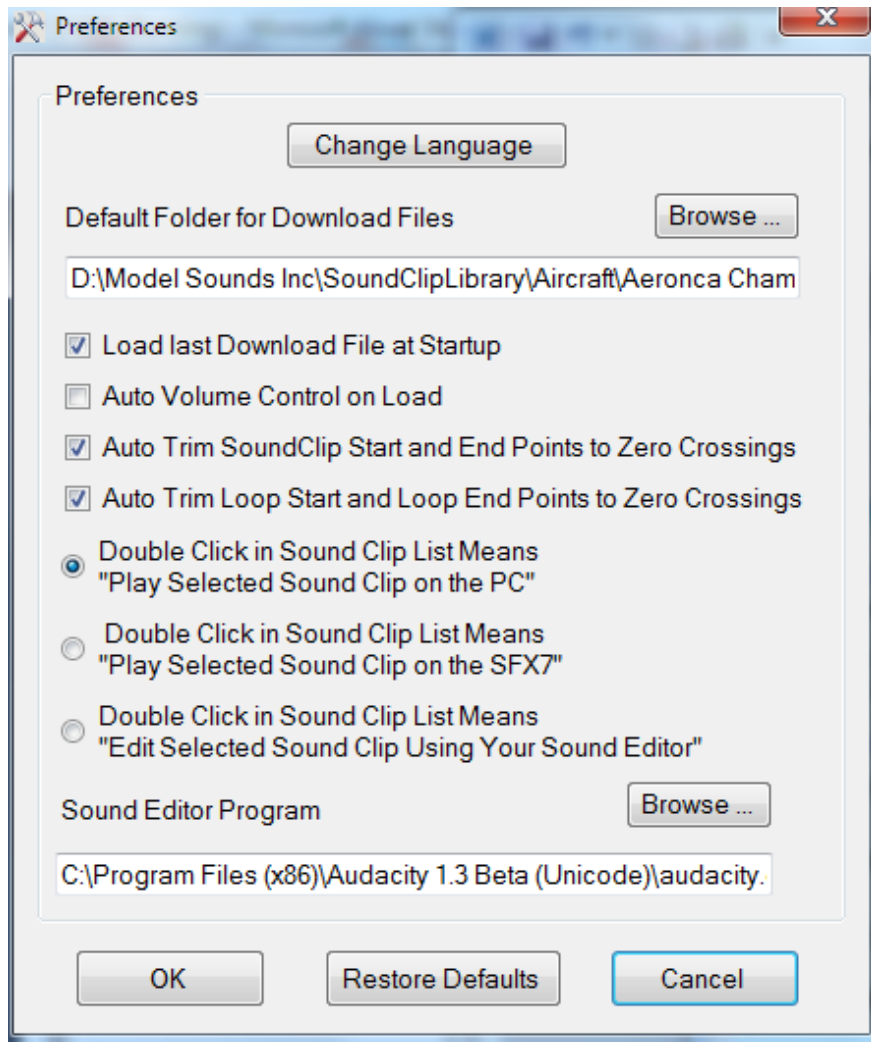 Preferences
Preferences
Change Language
Default Folder for Download Files
Browse ...
D:\Model Sounds Inc\SoundClipLibrary\Aircraft\Aeronca Cham
Load last Download File at Startup
Auto Volume Control on Load
Auto Trim SoundClip Start and End Points to Zero Crossings
Auto Trim Loop Start and Loop End Points to Zero Crossings
Double Click in Sound Clip List Means
"Play Selected Sound Clip on the PC"
Double Click in Sound Clip List Means
"Play Selected Sound Clip on the SFX7"
Double Click in Sound Clip List Means
"Edit Selected Sound Clip Using Your Sound Editor"
Sound Editor Program
Browse ...
C:\Program Files (x86)\Audacity 1.3 Beta (Unicode)\audacity.
OK
Restore Defaults
Cancel